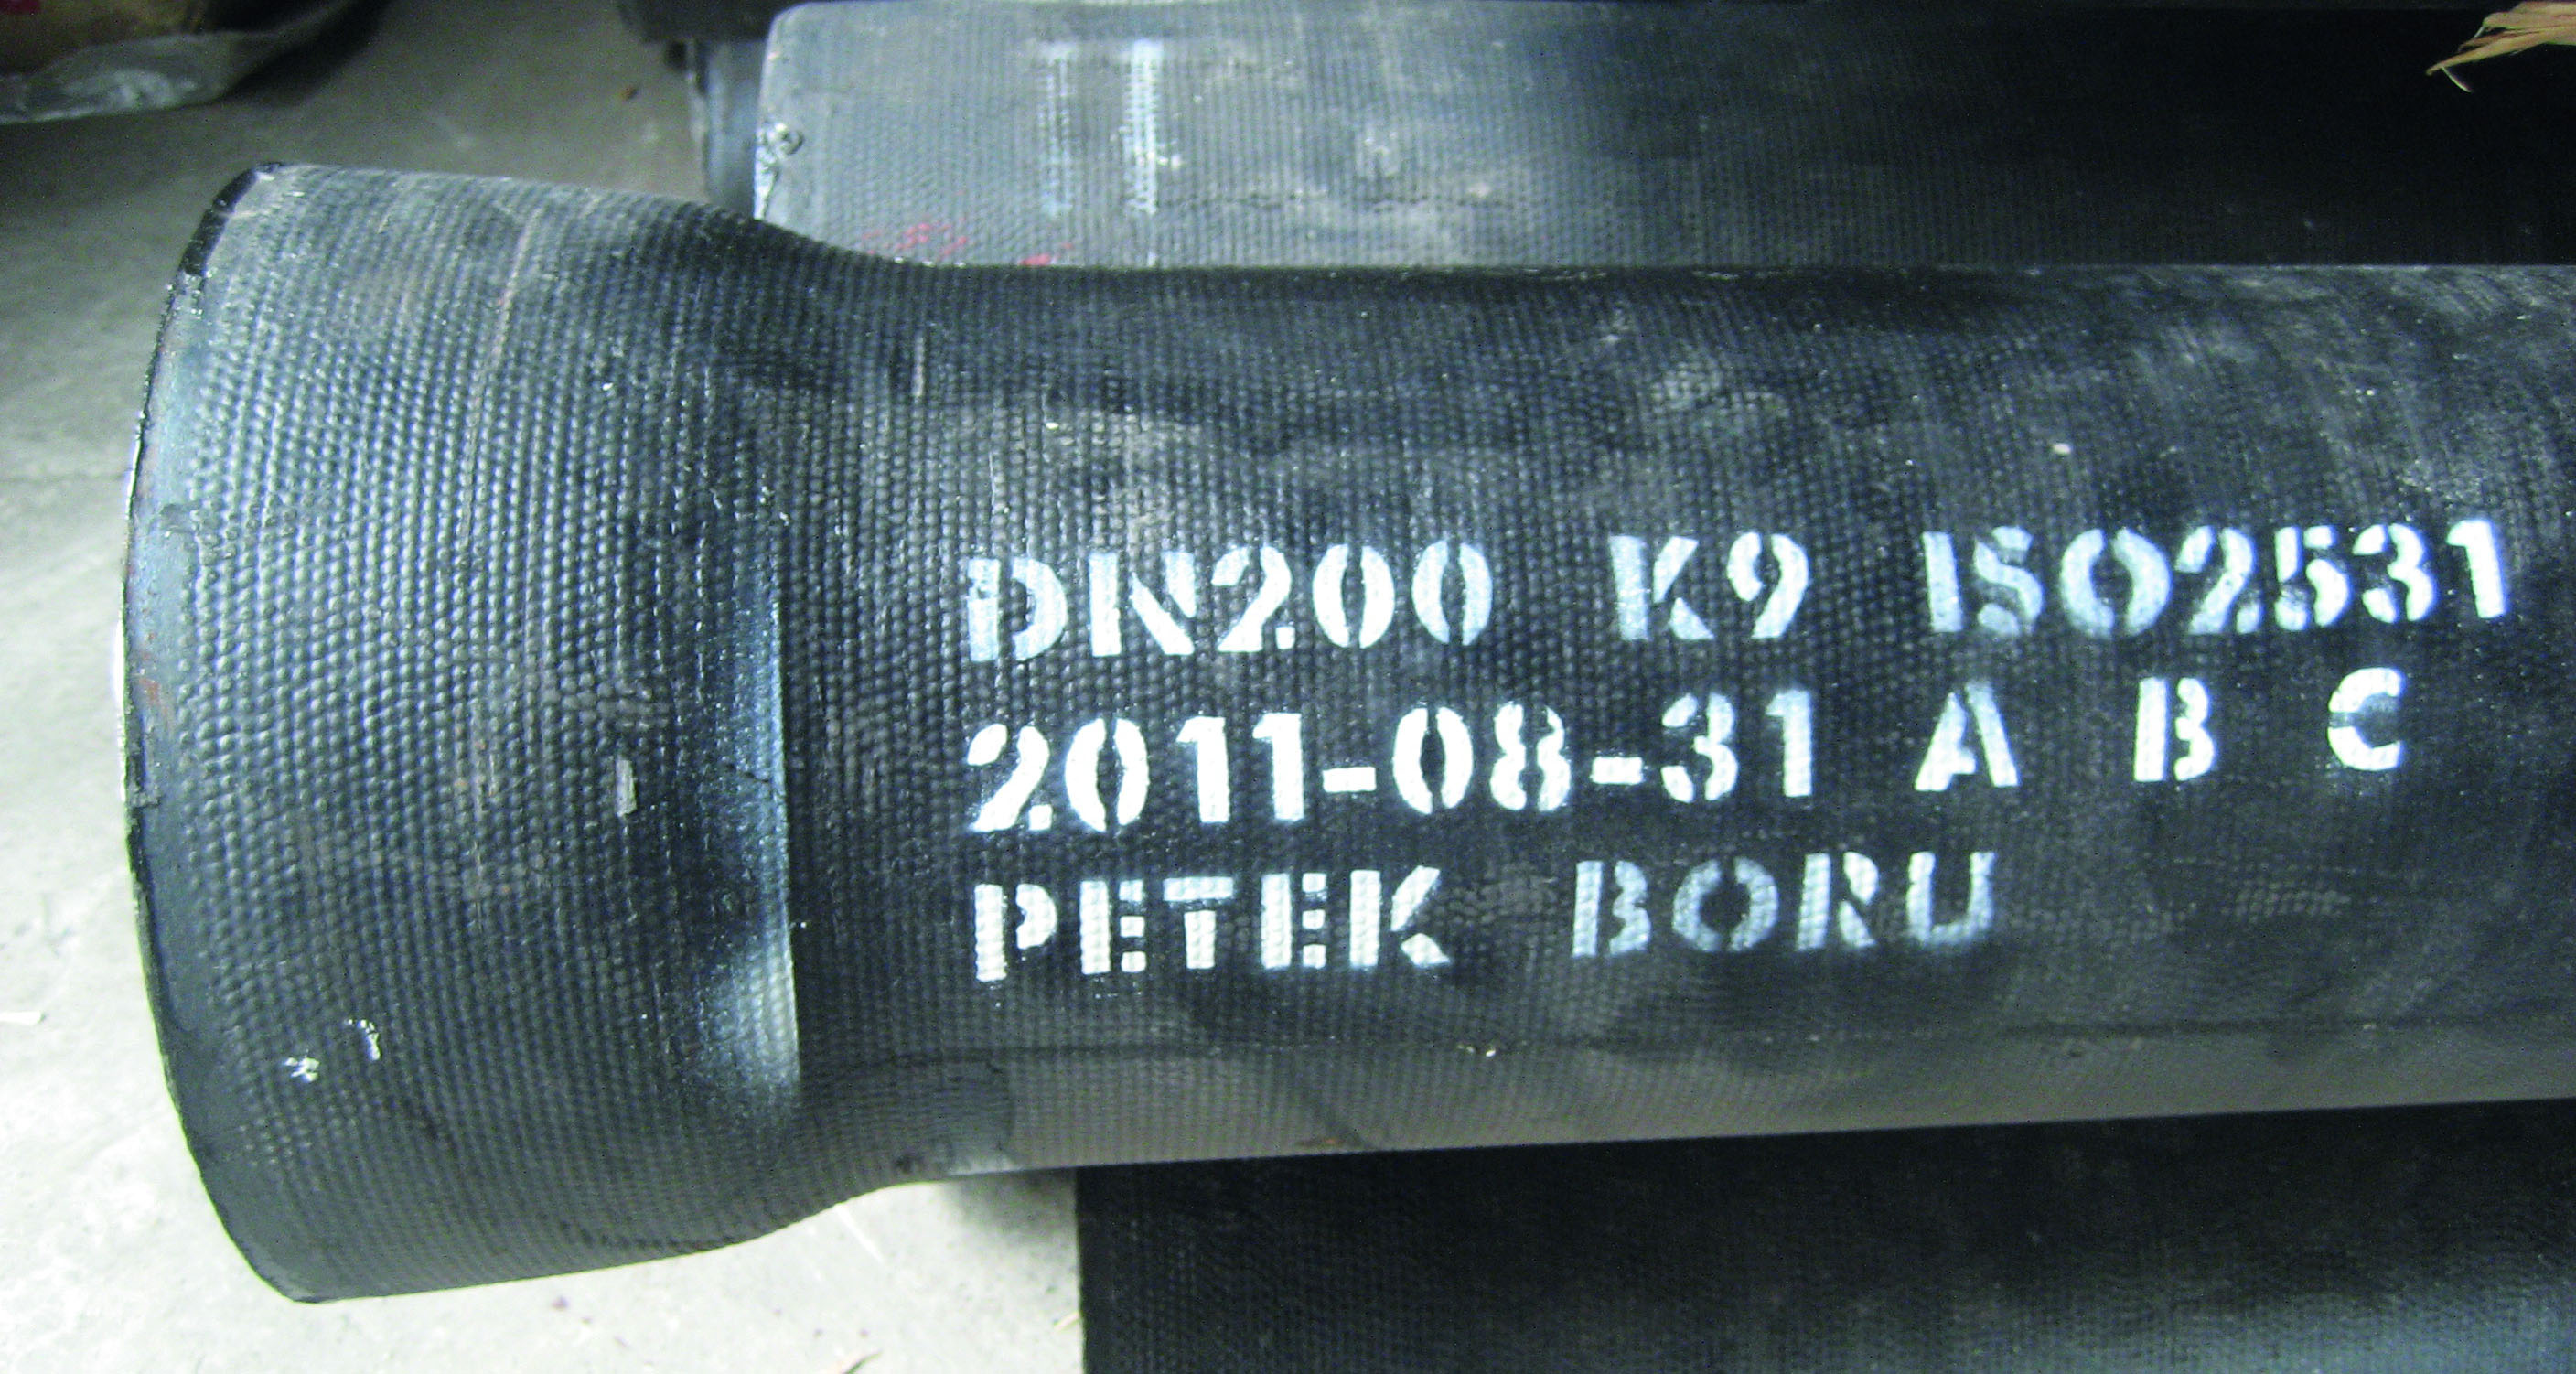 DN200 K9 ISO2531
2011-08-31 A B C
PETEK BORU